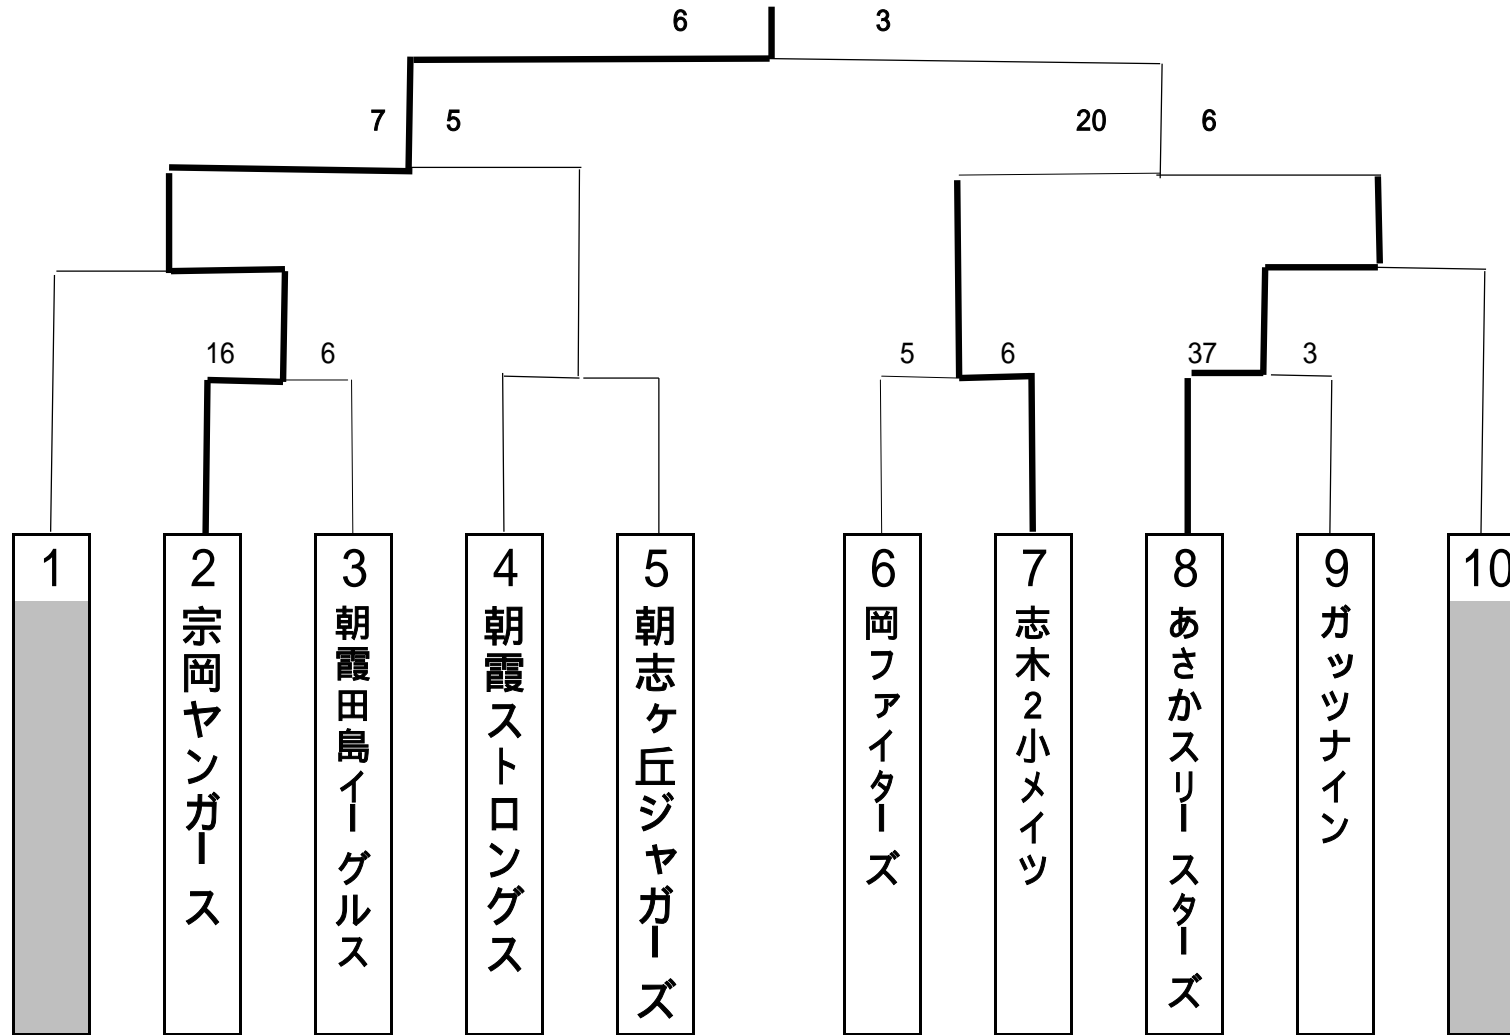 6 3
7 5 20 6
16 6 5 6 37 3
1 2 3 4 5 6 7 8 9 10
宗岡ヤンガース
朝霞田島イーグルス
朝霞ストロングス
朝志ヶ丘ジャガーズ
岡ファイターズ
志木2小メイツ
あさかスリースターズ
ガッツナイン